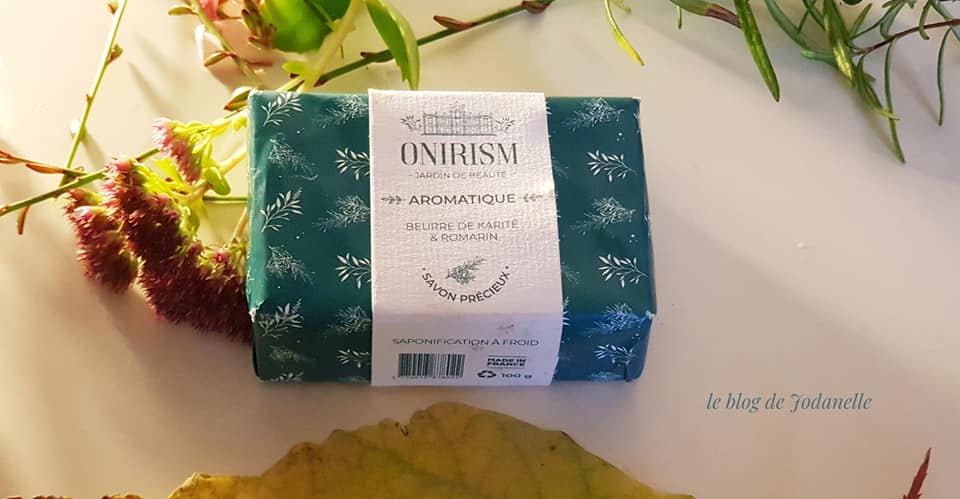 ONIRISM
- JARDIN DE BEAUTÉ -
AROMATIQUE
BEURRE DE KARITÉ
& ROMARIN
• SAVON PRÉCIEUX •
SAPONIFICATION À FROID
MADE IN
FRANCE
100 g
le blog de Jodanelle